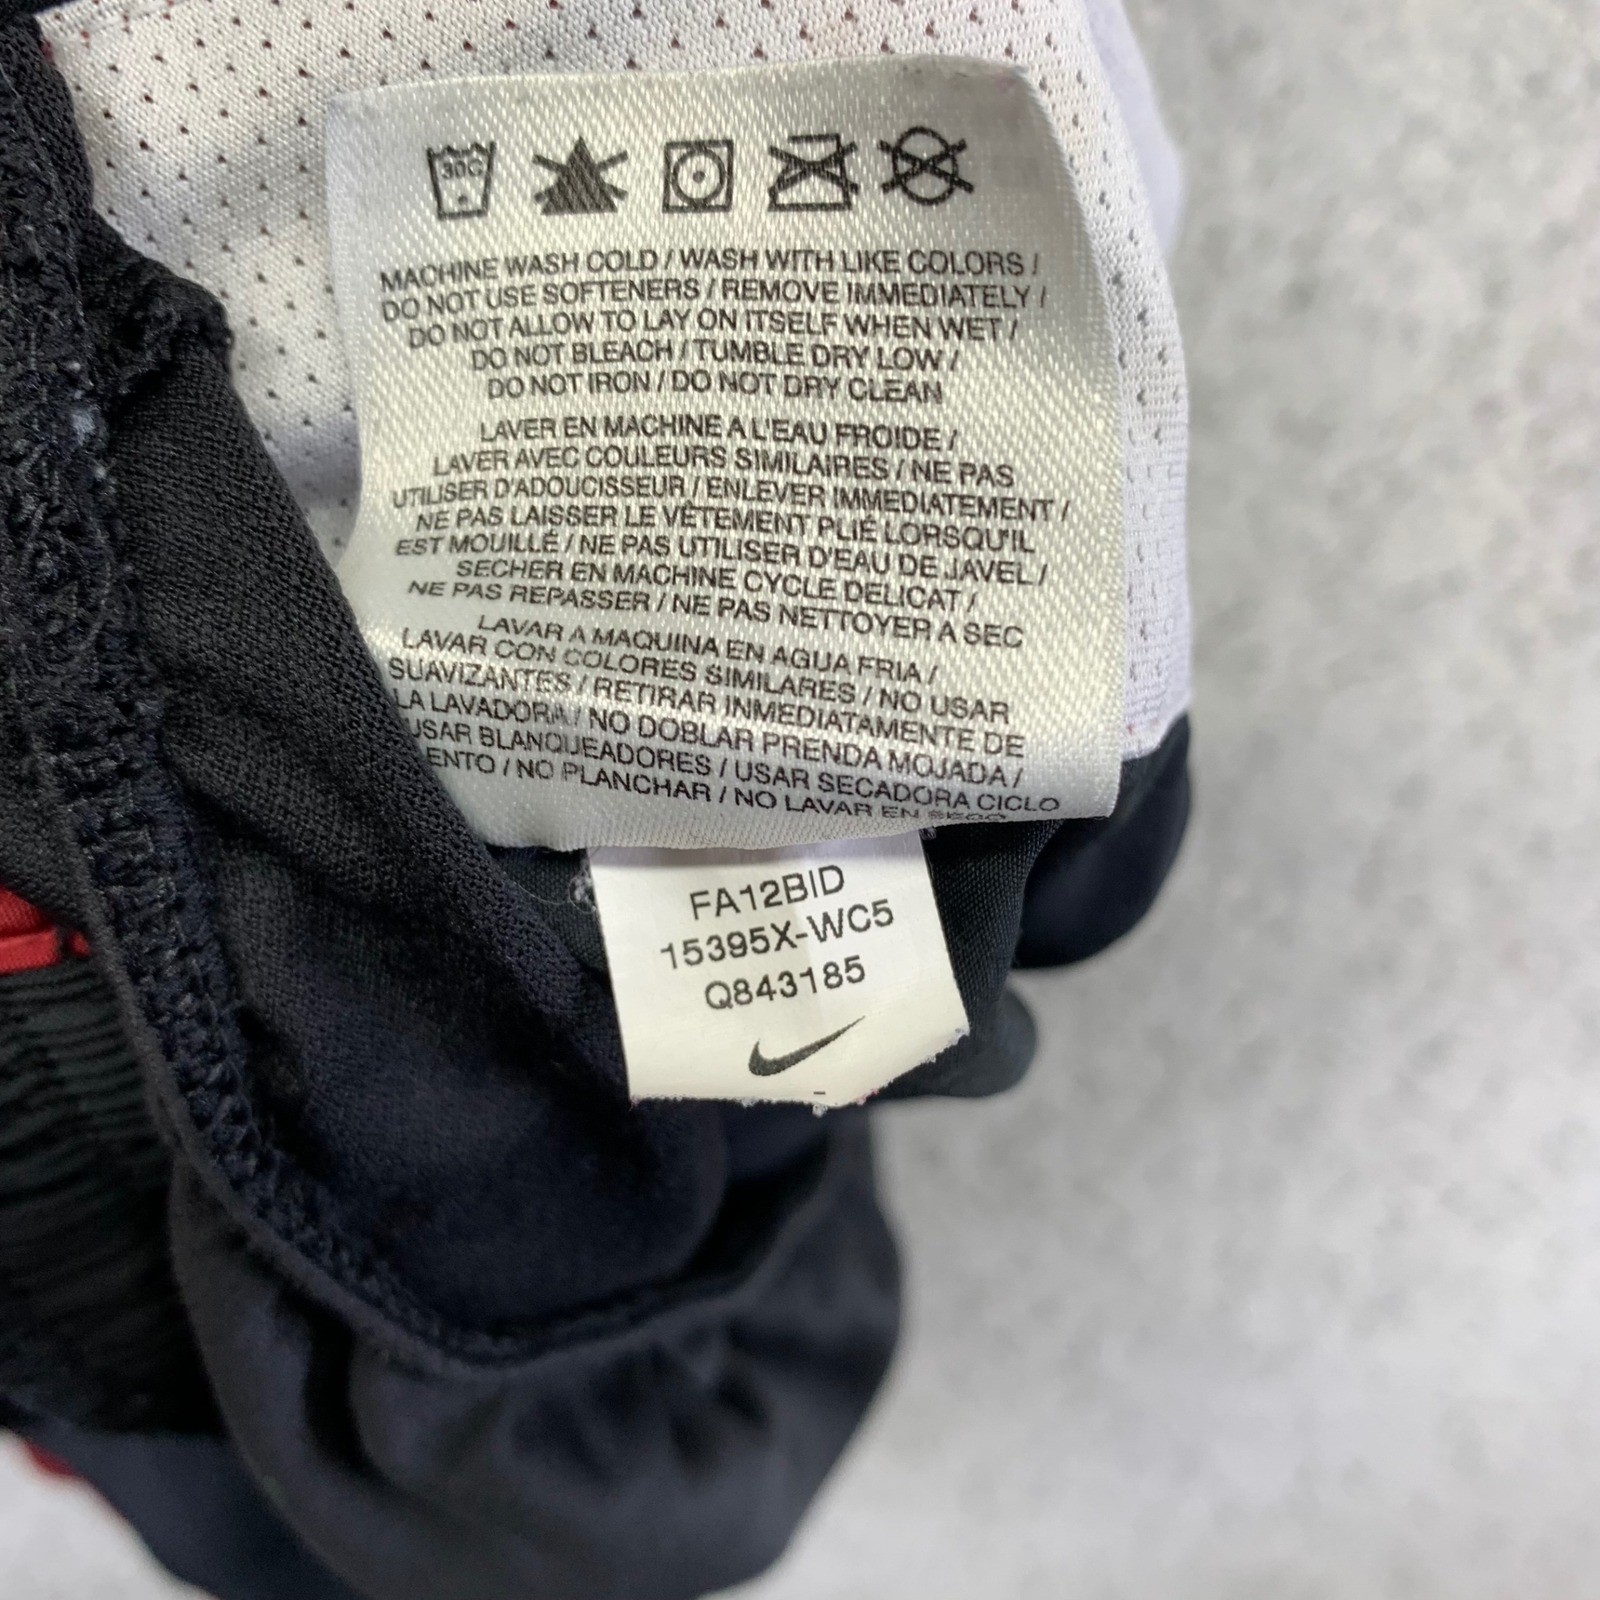 30C
MACHINE WASH COLD / WASH WITH LIKE COLORS /
DO NOT USE SOFTENERS / REMOVE IMMEDIATELY /
DO NOT ALLOW TO LAY ON ITSELF WHEN WET /
DO NOT BLEACH / TUMBLE DRY LOW /
DO NOT IRON / DO NOT DRY CLEAN
LAVER EN MACHINE A L'EAU FROIDE /
LAVER AVEC COULEURS SIMILAIRES / NE PAS
UTILISER D'ADOUCISSEUR / ENLEVER IMMEDIATEMENT /
NE PAS LAISSER LE VÊTEMENT PLIÉ LORSQU'IL
EST MOUILLÉ / NE PAS UTILISER D'EAU DE JAVEL /
SECHER EN MACHINE CYCLE DELICAT /
NE PAS REPASSER / NE PAS NETTOYER A SEC
LAVAR A MAQUINA EN AGUA FRIA /
LAVAR CON COLORES SIMILARES / NO USAR
SUAVIZANTES / RETIRAR INMEDIATAMENTE DE
LA LAVADORA / NO DOBLAR PRENDA MOJADA /
USAR BLANQUEADORES / USAR SECADORA CICLO
ENTO / NO PLANCHAR / NO LAVAR EN SECO
FA12BID
15395X-WC5
Q843185